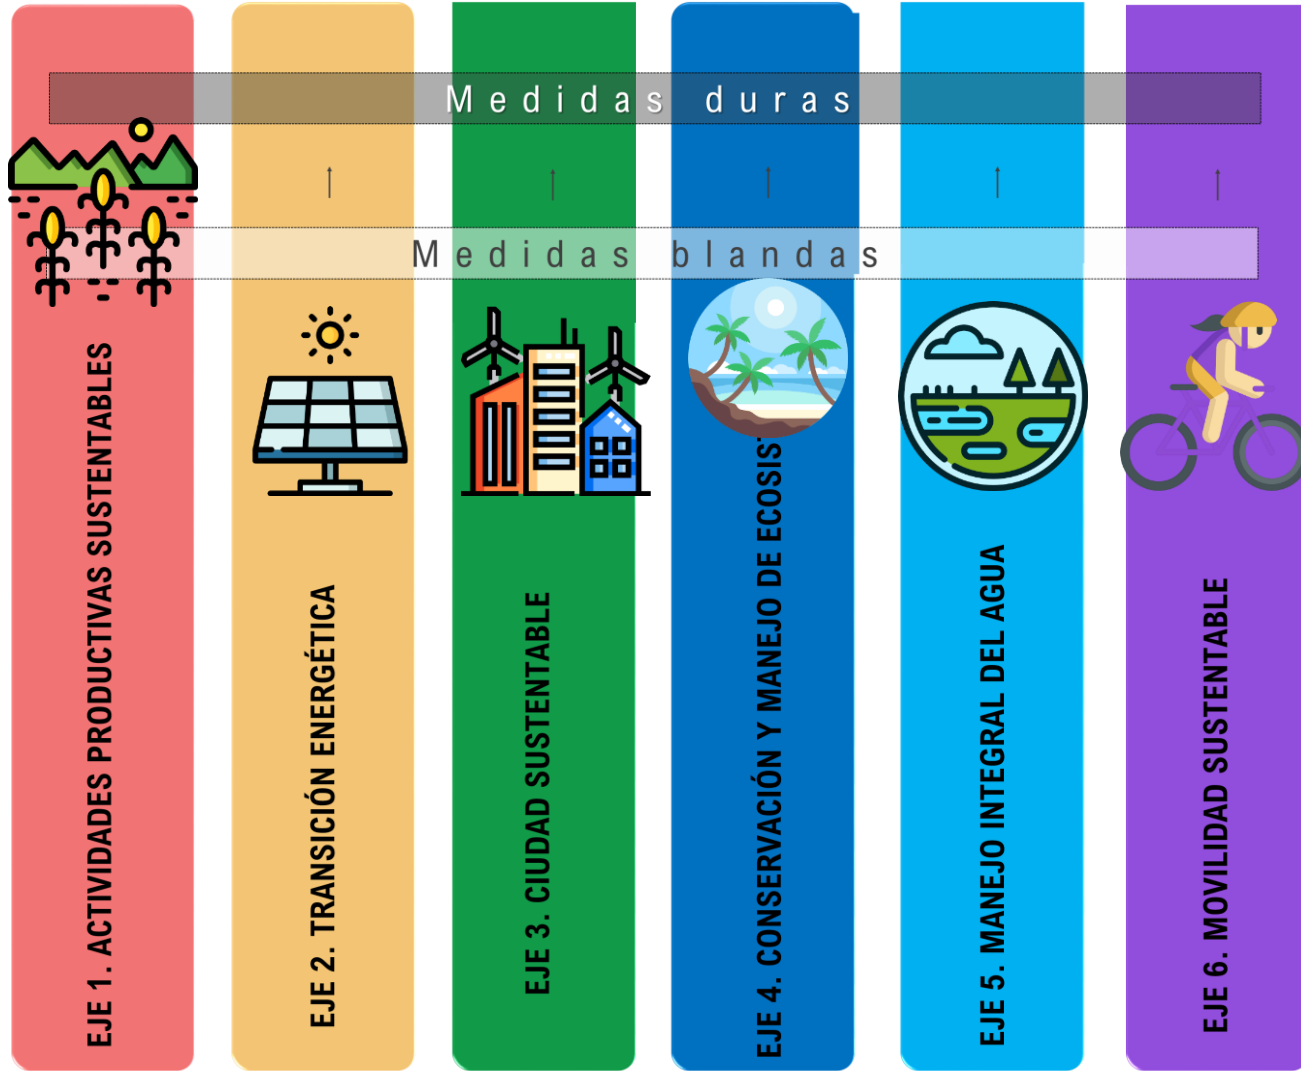 Medidas duras
Medidas blandas
EJE 1. ACTIVIDADES PRODUCTIVAS SUSTENTABLES
EJE 2. TRANSICIÓN ENERGÉTICA
EJE 3. CIUDAD SUSTENTABLE
EJE 4. CONSERVACIÓN Y MANEJO DE ECOSIS
EJE 5. MANEJO INTEGRAL DEL AGUA
EJE 6. MOVILIDAD SUSTENTABLE